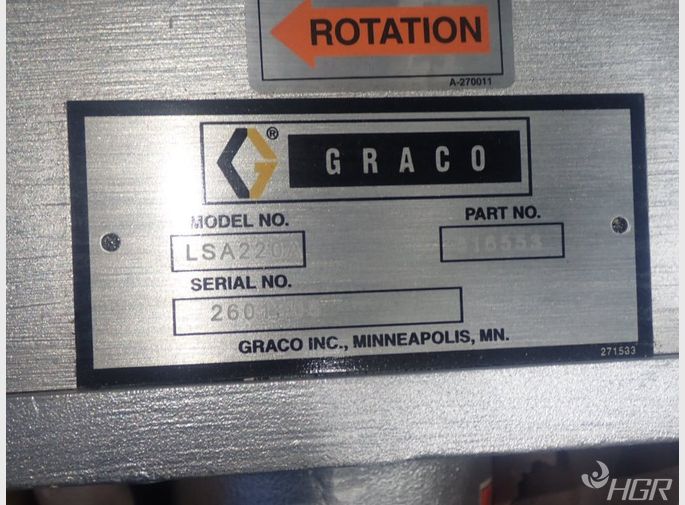 ROTATION
A-270011
® GRACO
MODEL NO.
PART NO.
SERIAL NO.
GRACO INC., MINNEAPOLIS, MN.
271533
HGR